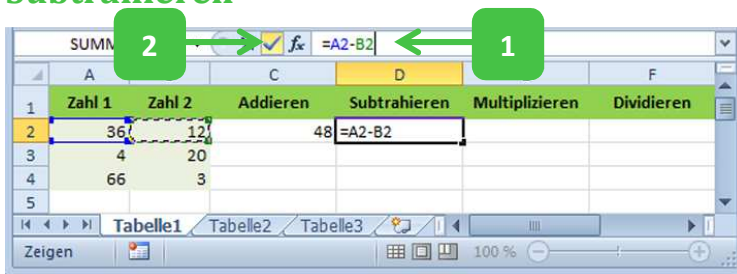 Subtrahieren
SUMM 2 fx =A2-B2 1
A C D F
1 Zahl 1 Zahl 2 Addieren Subtrahieren Multiplizieren Dividieren
2 36 12 48 =A2-B2
3 4 20
4 66 3
5
Tabelle1 Tabelle2 Tabelle3
Zeigen 100 %